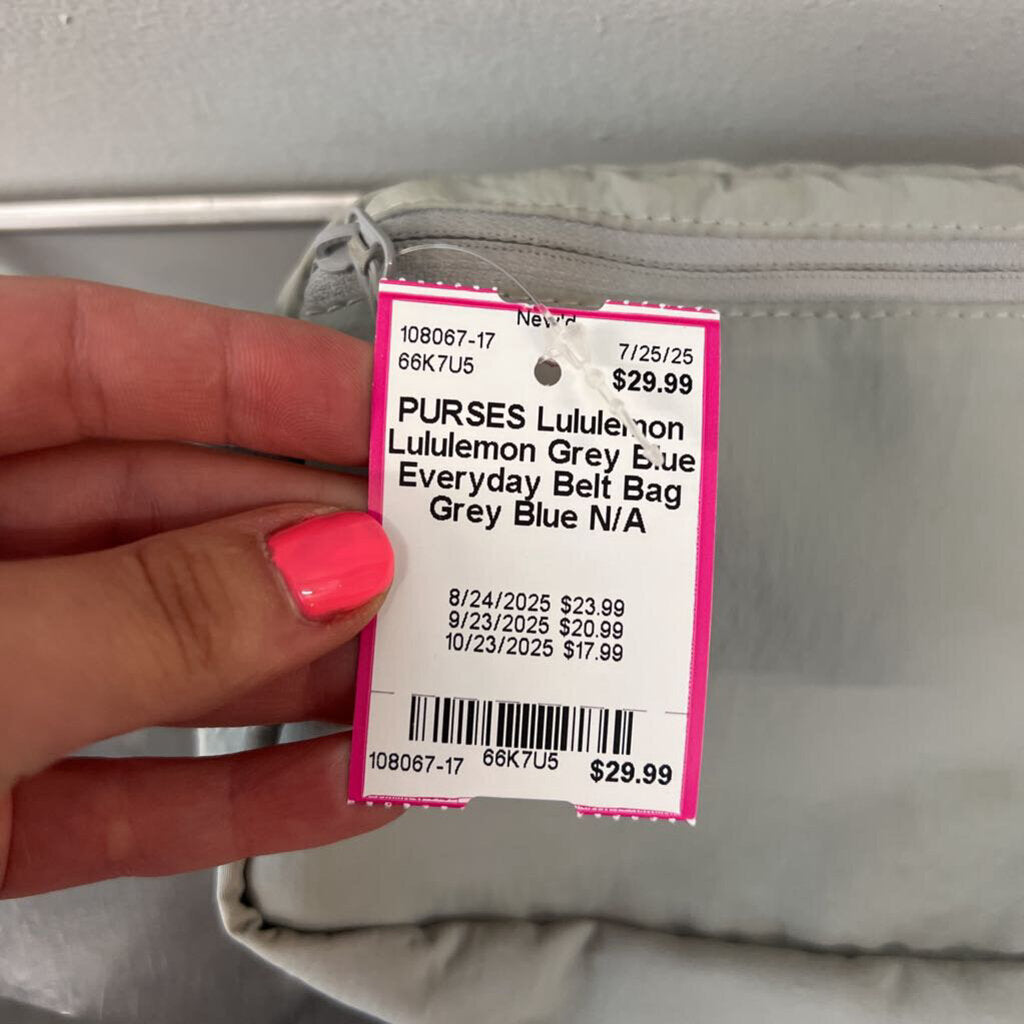 New'd
108067-17 7/25/25
66K7U5 $29.99
PURSES Lululemon
Lululemon Grey Blue
Everyday Belt Bag
Grey Blue N/A
8/24/2025 $23.99
9/23/2025 $20.99
10/23/2025 $17.99
108067-17 66K7U5 $29.99